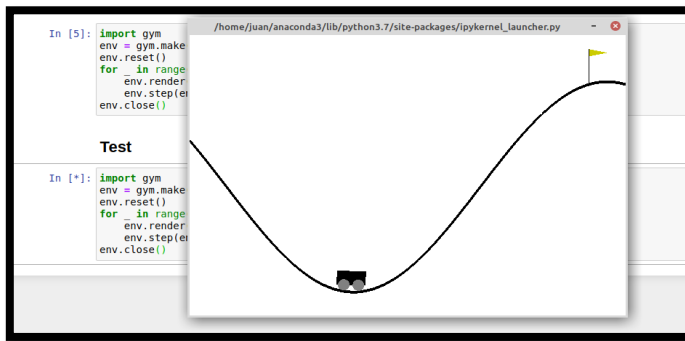 /home/juan/anaconda3/lib/python3.7/site-packages/ipykernel_launcher.py
In [5]: import gym
env = gym.make
env.reset()
for _ in range
env.render
env.step(en
env.close()
Test
In [*]: import gym
env = gym.make
env.reset()
for _ in range
env.render
env.step(en
env.close()